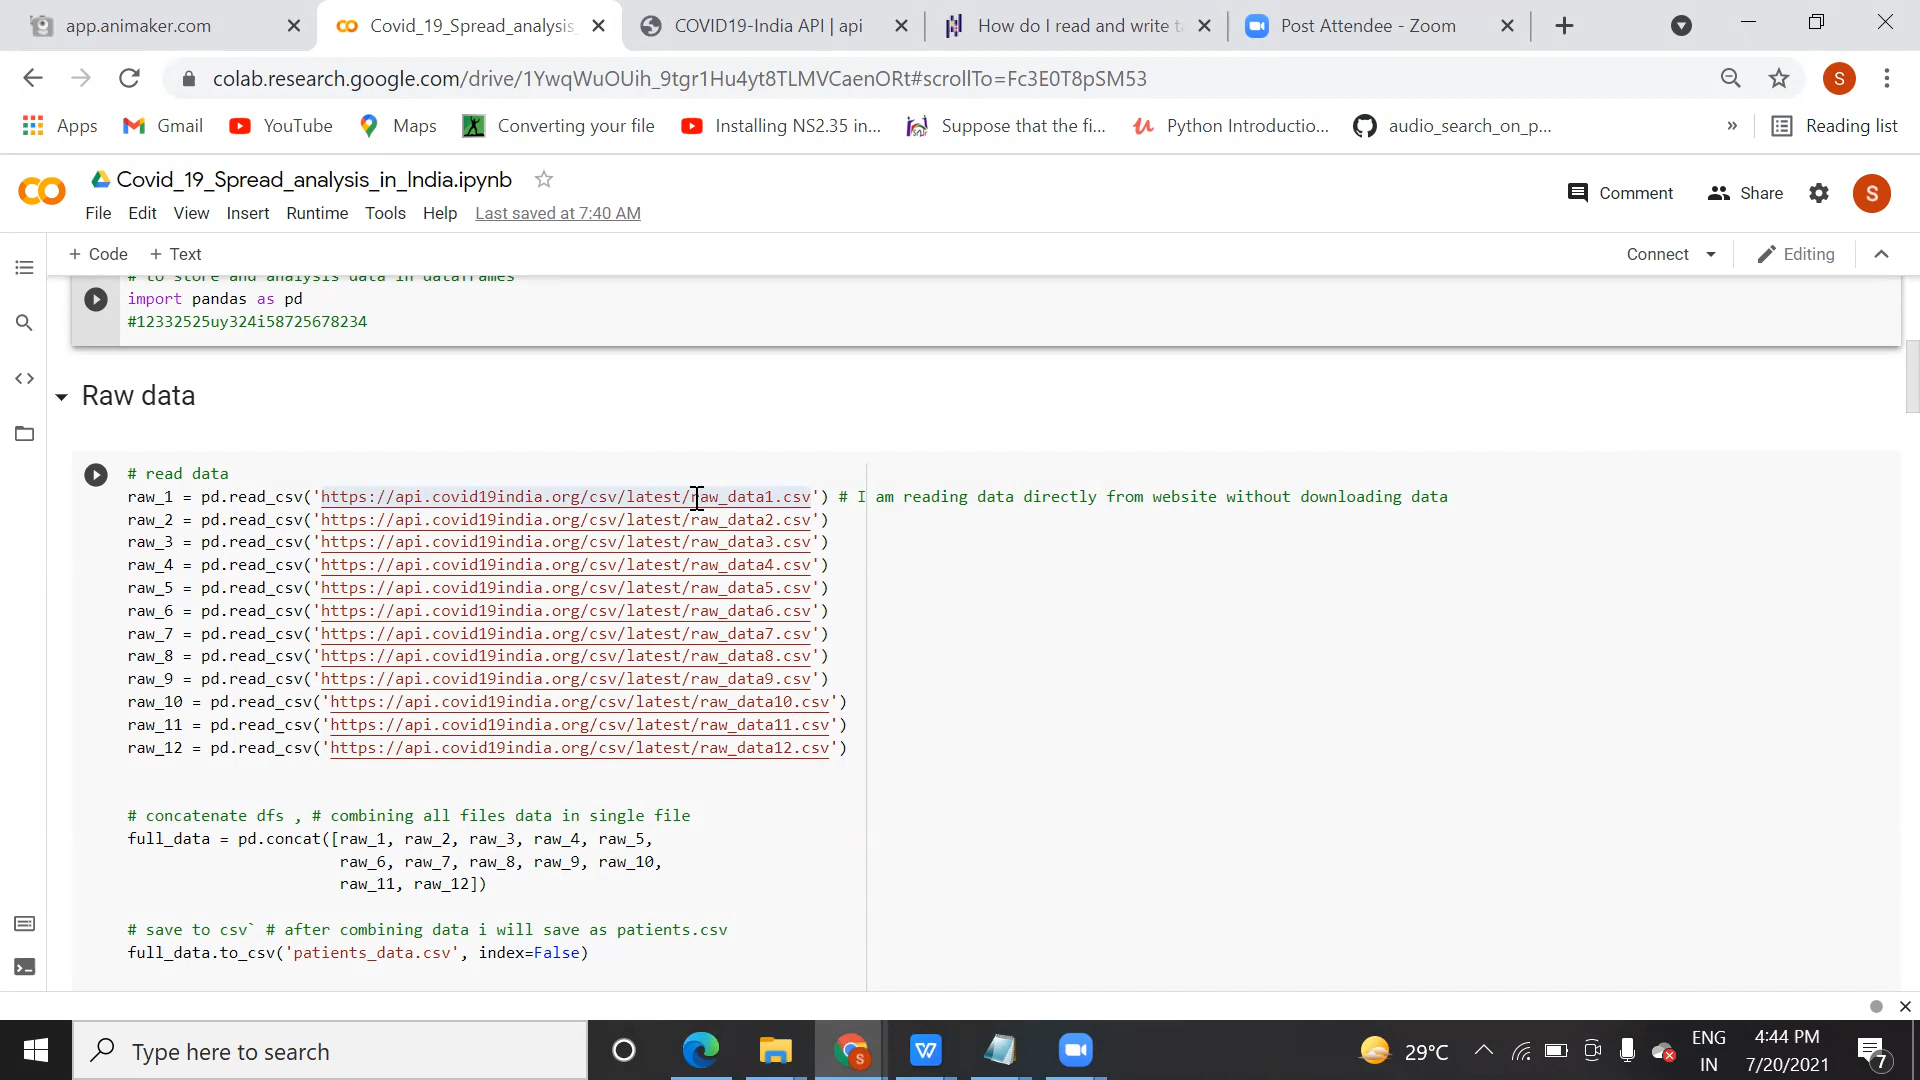 app.animaker.com
Covid_19_Spread_analysis_
COVID19-India API | api
How do I read and write ta
Post Attendee - Zoom
colab.research.google.com/drive/1YwqWuOUih_9tgr1Hu4yt8TLMVCaenORt#scrollTo=Fc3E0T8pSM53
S
Apps
Gmail
YouTube
Maps
Converting your file
Installing NS2.35 in...
Suppose that the fi...
Python Introductio...
audio_search_on_p...
»
Reading list
Covid_19_Spread_analysis_in_India.ipynb
File Edit View Insert Runtime Tools Help Last saved at 7:40 AM
Comment
Share
S
+ Code + Text
Connect
Editing
# to store and analysis data in dataframes
import pandas as pd
#12332525uy324i58725678234
Raw data
# read data
raw_1 = pd.read_csv('https://api.covid19india.org/csv/latest/raw_data1.csv') # I am reading data directly from website without downloading data
raw_2 = pd.read_csv('https://api.covid19india.org/csv/latest/raw_data2.csv')
raw_3 = pd.read_csv('https://api.covid19india.org/csv/latest/raw_data3.csv')
raw_4 = pd.read_csv('https://api.covid19india.org/csv/latest/raw_data4.csv')
raw_5 = pd.read_csv('https://api.covid19india.org/csv/latest/raw_data5.csv')
raw_6 = pd.read_csv('https://api.covid19india.org/csv/latest/raw_data6.csv')
raw_7 = pd.read_csv('https://api.covid19india.org/csv/latest/raw_data7.csv')
raw_8 = pd.read_csv('https://api.covid19india.org/csv/latest/raw_data8.csv')
raw_9 = pd.read_csv('https://api.covid19india.org/csv/latest/raw_data9.csv')
raw_10 = pd.read_csv('https://api.covid19india.org/csv/latest/raw_data10.csv')
raw_11 = pd.read_csv('https://api.covid19india.org/csv/latest/raw_data11.csv')
raw_12 = pd.read_csv('https://api.covid19india.org/csv/latest/raw_data12.csv')
# concatenate dfs , # combining all files data in single file
full_data = pd.concat([raw_1, raw_2, raw_3, raw_4, raw_5,
raw_6, raw_7, raw_8, raw_9, raw_10,
raw_11, raw_12])
# save to csv` # after combining data i will save as patients.csv
full_data.to_csv('patients_data.csv', index=False)
Type here to search
29°C
ENG
IN
4:44 PM
7/20/2021
7